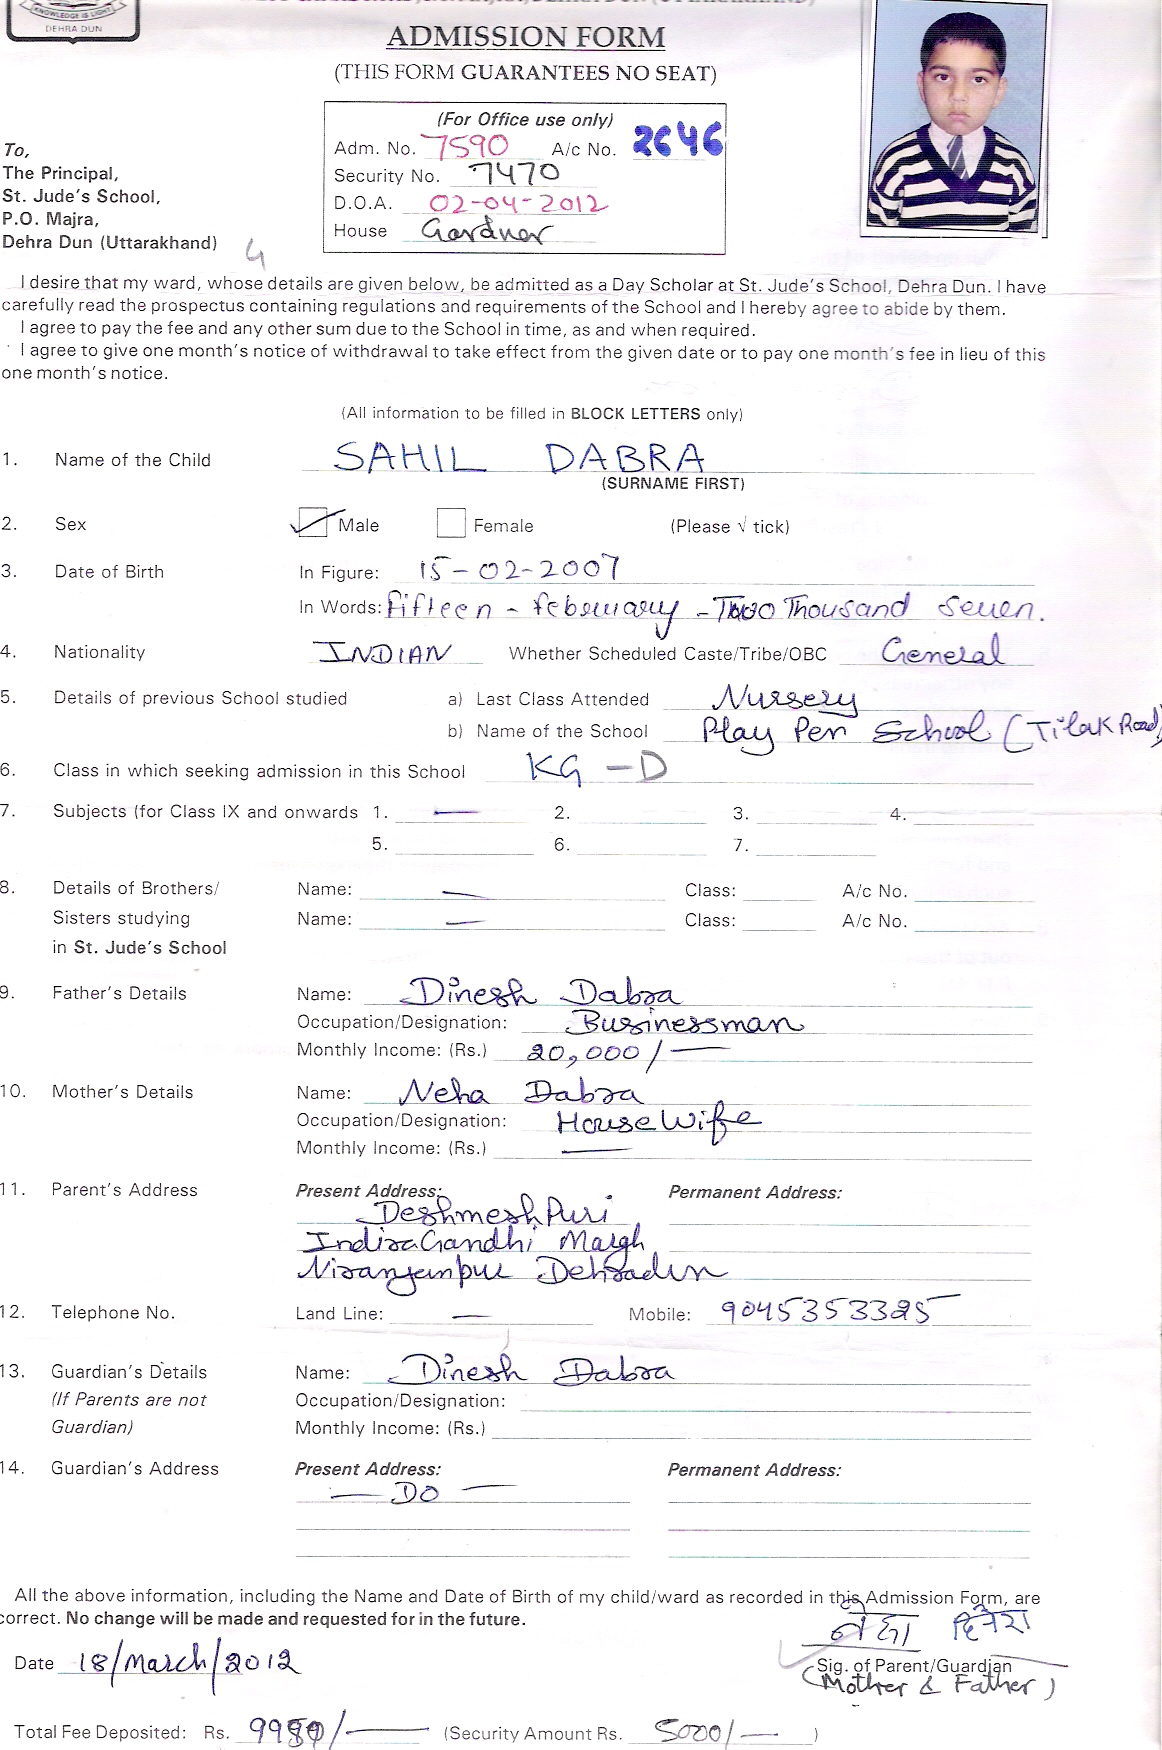 KNOWLEDGE IS LIGHT
DEHRA DUN
ADMISSION FORM
(THIS FORM GUARANTEES NO SEAT)
(For Office use only)
Adm. No. 7590 A/c No. 2646
Security No. 7470
D.O.A. 02-04-2012
House Gardner
To,
The Principal,
St. Jude's School,
P.O. Majra,
Dehra Dun (Uttarakhand)
4
I desire that my ward, whose details are given below, be admitted as a Day Scholar at St. Jude's School, Dehra Dun. I have
carefully read the prospectus containing regulations and requirements of the School and I hereby agree to abide by them.
I agree to pay the fee and any other sum due to the School in time, as and when required.
I agree to give one month's notice of withdrawal to take effect from the given date or to pay one month's fee in lieu of this
one month's notice.
(All information to be filled in BLOCK LETTERS only)
1. Name of the Child SAHIL DABRA
(SURNAME FIRST)
2. Sex Male Female (Please √ tick)
3. Date of Birth In Figure: 15-02-2007
In Words: Fifteen - february - Two Thousand Seven.
4. Nationality INDIAN Whether Scheduled Caste/Tribe/OBC General
5. Details of previous School studied a) Last Class Attended Nursery
b) Name of the School Play Pen School (Tilak Road)
6. Class in which seeking admission in this School KG - D
7. Subjects (for Class IX and onwards 1. — 2. 3. 4.
5. 6. 7.
8. Details of Brothers/ Name: — Class: A/c No.
Sisters studying Name: — Class: A/c No.
in St. Jude's School
9. Father's Details Name: Dinesh Dabra
Occupation/Designation: Businessman
Monthly Income: (Rs.) 20,000/—
10. Mother's Details Name: Neha Dabra
Occupation/Designation: House Wife
Monthly Income: (Rs.) —
11. Parent's Address Present Address: Permanent Address:
Deshmesh Puri
Indira Gandhi Margh
Niranjanpur Dehradun
12. Telephone No. Land Line: — Mobile: 9045353325
13. Guardian's Details Name: Dinesh Dabra
(If Parents are not Occupation/Designation:
Guardian) Monthly Income: (Rs.)
14. Guardian's Address Present Address: Permanent Address:
— DO —
All the above information, including the Name and Date of Birth of my child/ward as recorded in this Admission Form, are
correct. No change will be made and requested for in the future.
नेहा दिनेश
Date 18/March/2012 Sig. of Parent/Guardian
(Mother & Father)
Total Fee Deposited: Rs. (Security Amount Rs. 5000/— )